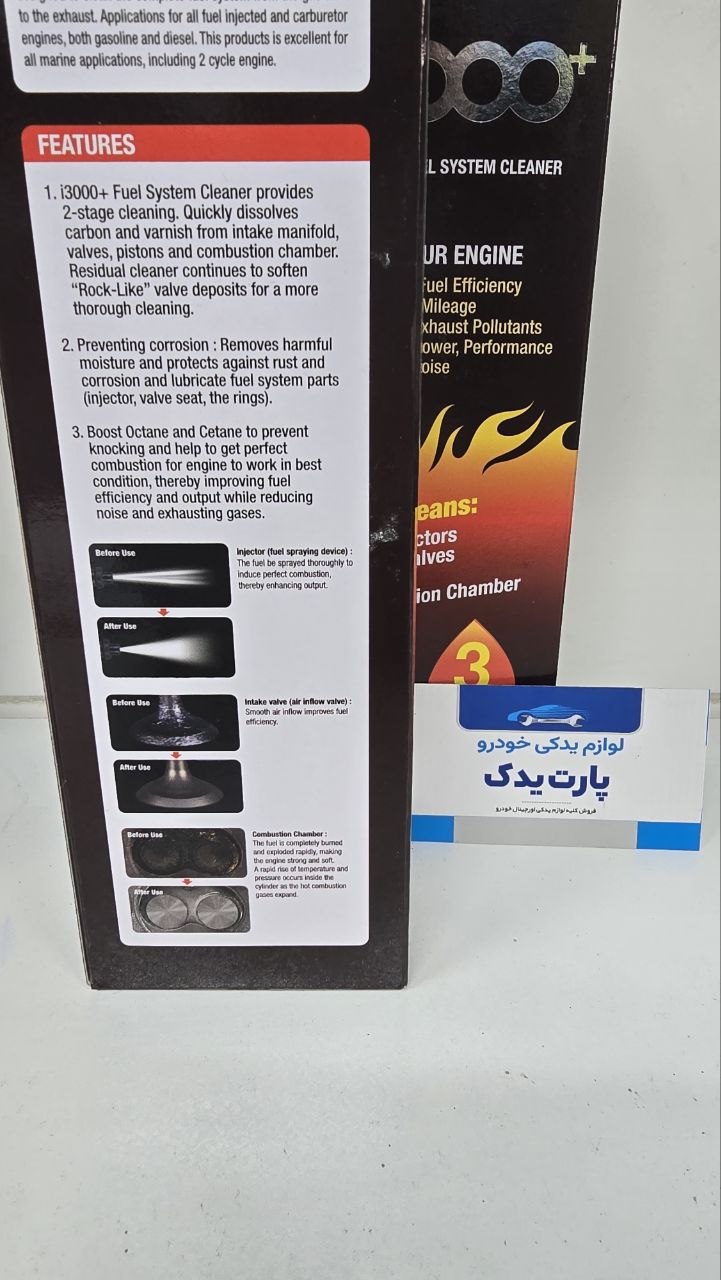 to the exhaust. Applications for all fuel injected and carburetor
engines, both gasoline and diesel. This products is excellent for
all marine applications, including 2 cycle engine.
FEATURES
1. i3000+ Fuel System Cleaner provides
2-stage cleaning. Quickly dissolves
carbon and varnish from intake manifold,
valves, pistons and combustion chamber.
Residual cleaner continues to soften
“Rock-Like” valve deposits for a more
thorough cleaning.
2. Preventing corrosion : Removes harmful
moisture and protects against rust and
corrosion and lubricate fuel system parts
(injector, valve seat, the rings).
3. Boost Octane and Cetane to prevent
knocking and help to get perfect
combustion for engine to work in best
condition, thereby improving fuel
efficiency and output while reducing
noise and exhausting gases.
Before Use
Injector (fuel spraying device) :
The fuel be sprayed thoroughly to
induce perfect combustion,
thereby enhancing output.
After Use
Before Use
Intake valve (air inflow valve) :
Smooth air inflow improves fuel
efficiency.
After Use
Before Use
Combustion Chamber :
The fuel is completely burned
and exploded rapidly, making
the engine strong and soft.
A rapid rise of temperature and
pressure occurs inside the
cylinder as the hot combustion
gases expand.
After Use
000+
EL SYSTEM CLEANER
UR ENGINE
Fuel Efficiency
Mileage
xhaust Pollutants
ower, Performance
oise
eans:
ctors
alves
ion Chamber
3
لوازم یدکی خودرو
پارت یدک
فروش کلیه لوازم یدکی اورجینال خودرو